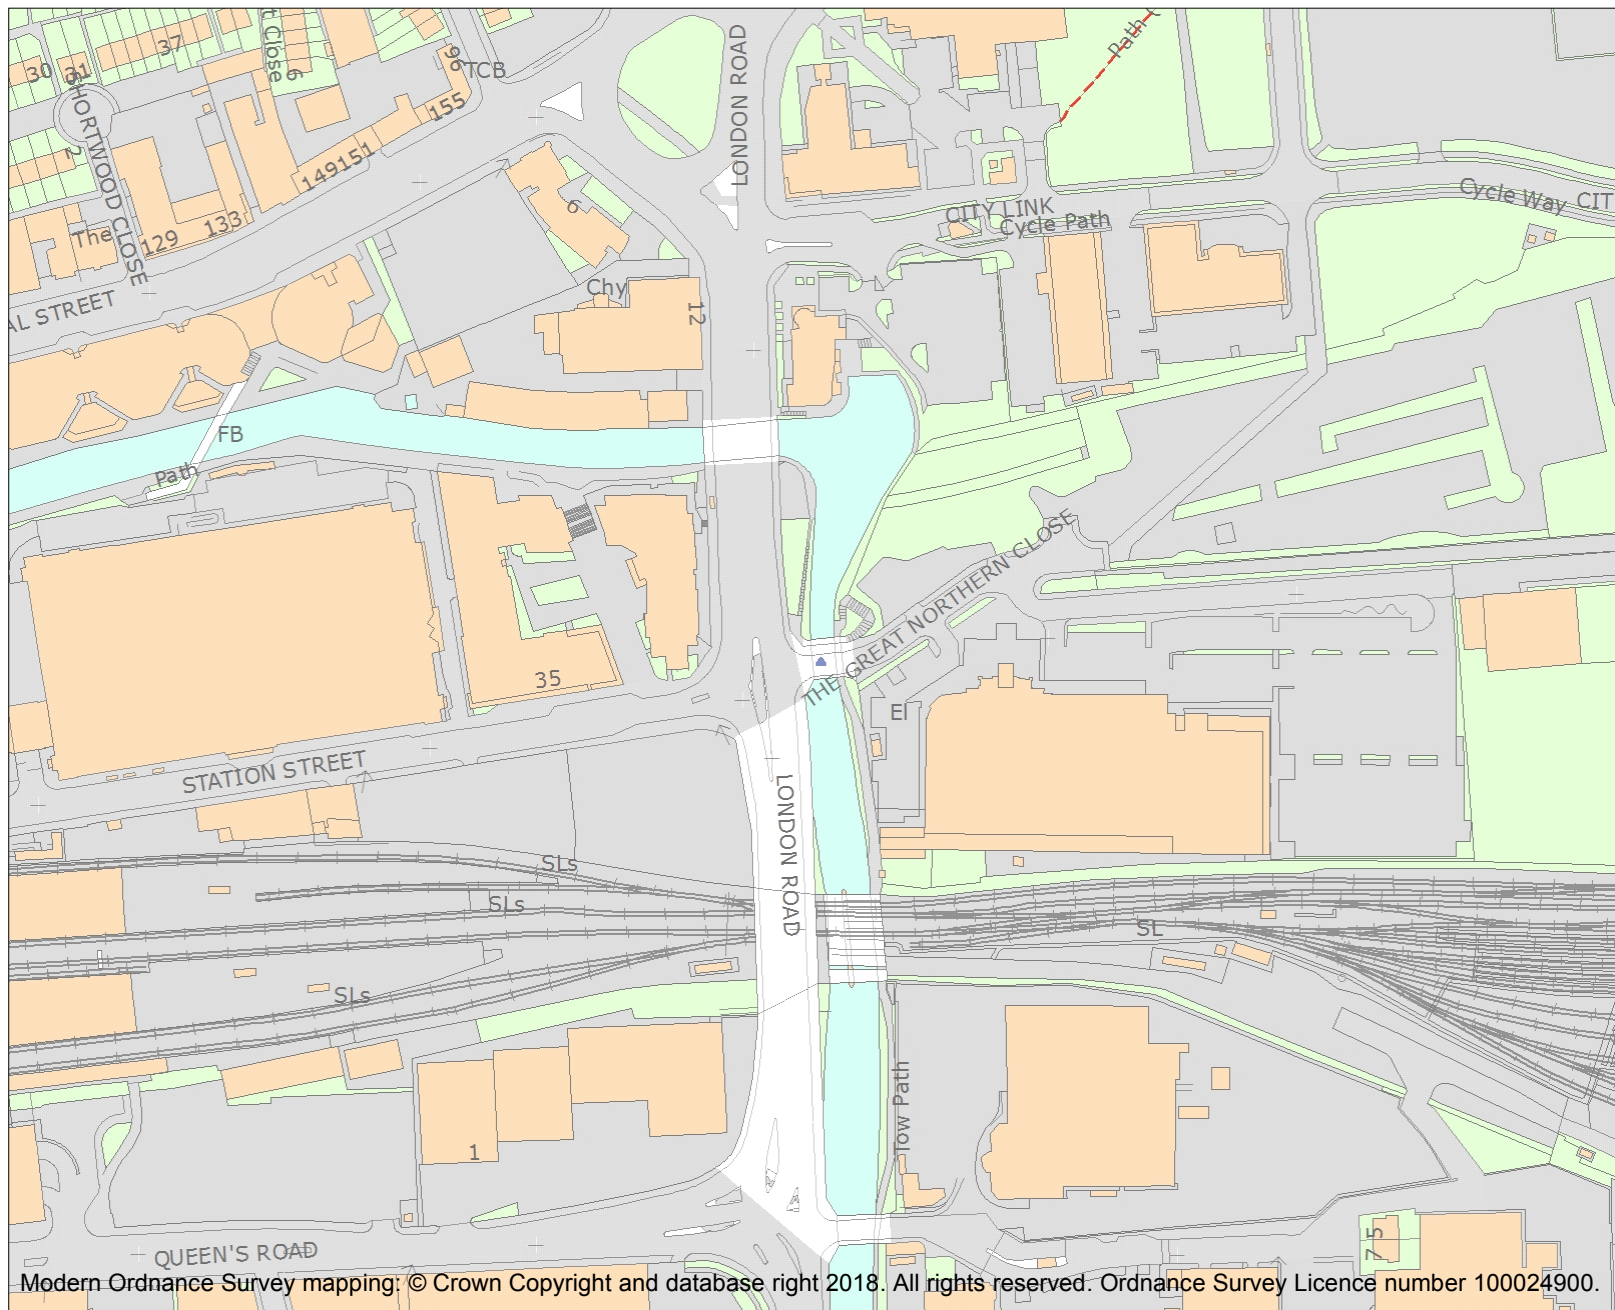 37
30
31
t Close
6
96
TCB
LONDON ROAD
Path
155
149151
SHORTWOOD CLOSE
2
The
129
133
6
CITY LINK
Cycle Path
Cycle Way
CIT
AL STREET
Chy
12
FB
Path
THE GREAT NORTHERN CLOSE
35
El
STATION STREET
LONDON ROAD
SLs
SLs
SL
SLs
Tow Path
1
QUEEN'S ROAD
75
Modern Ordnance Survey mapping: © Crown Copyright and database right 2018. All rights reserved. Ordnance Survey Licence number 100024900.